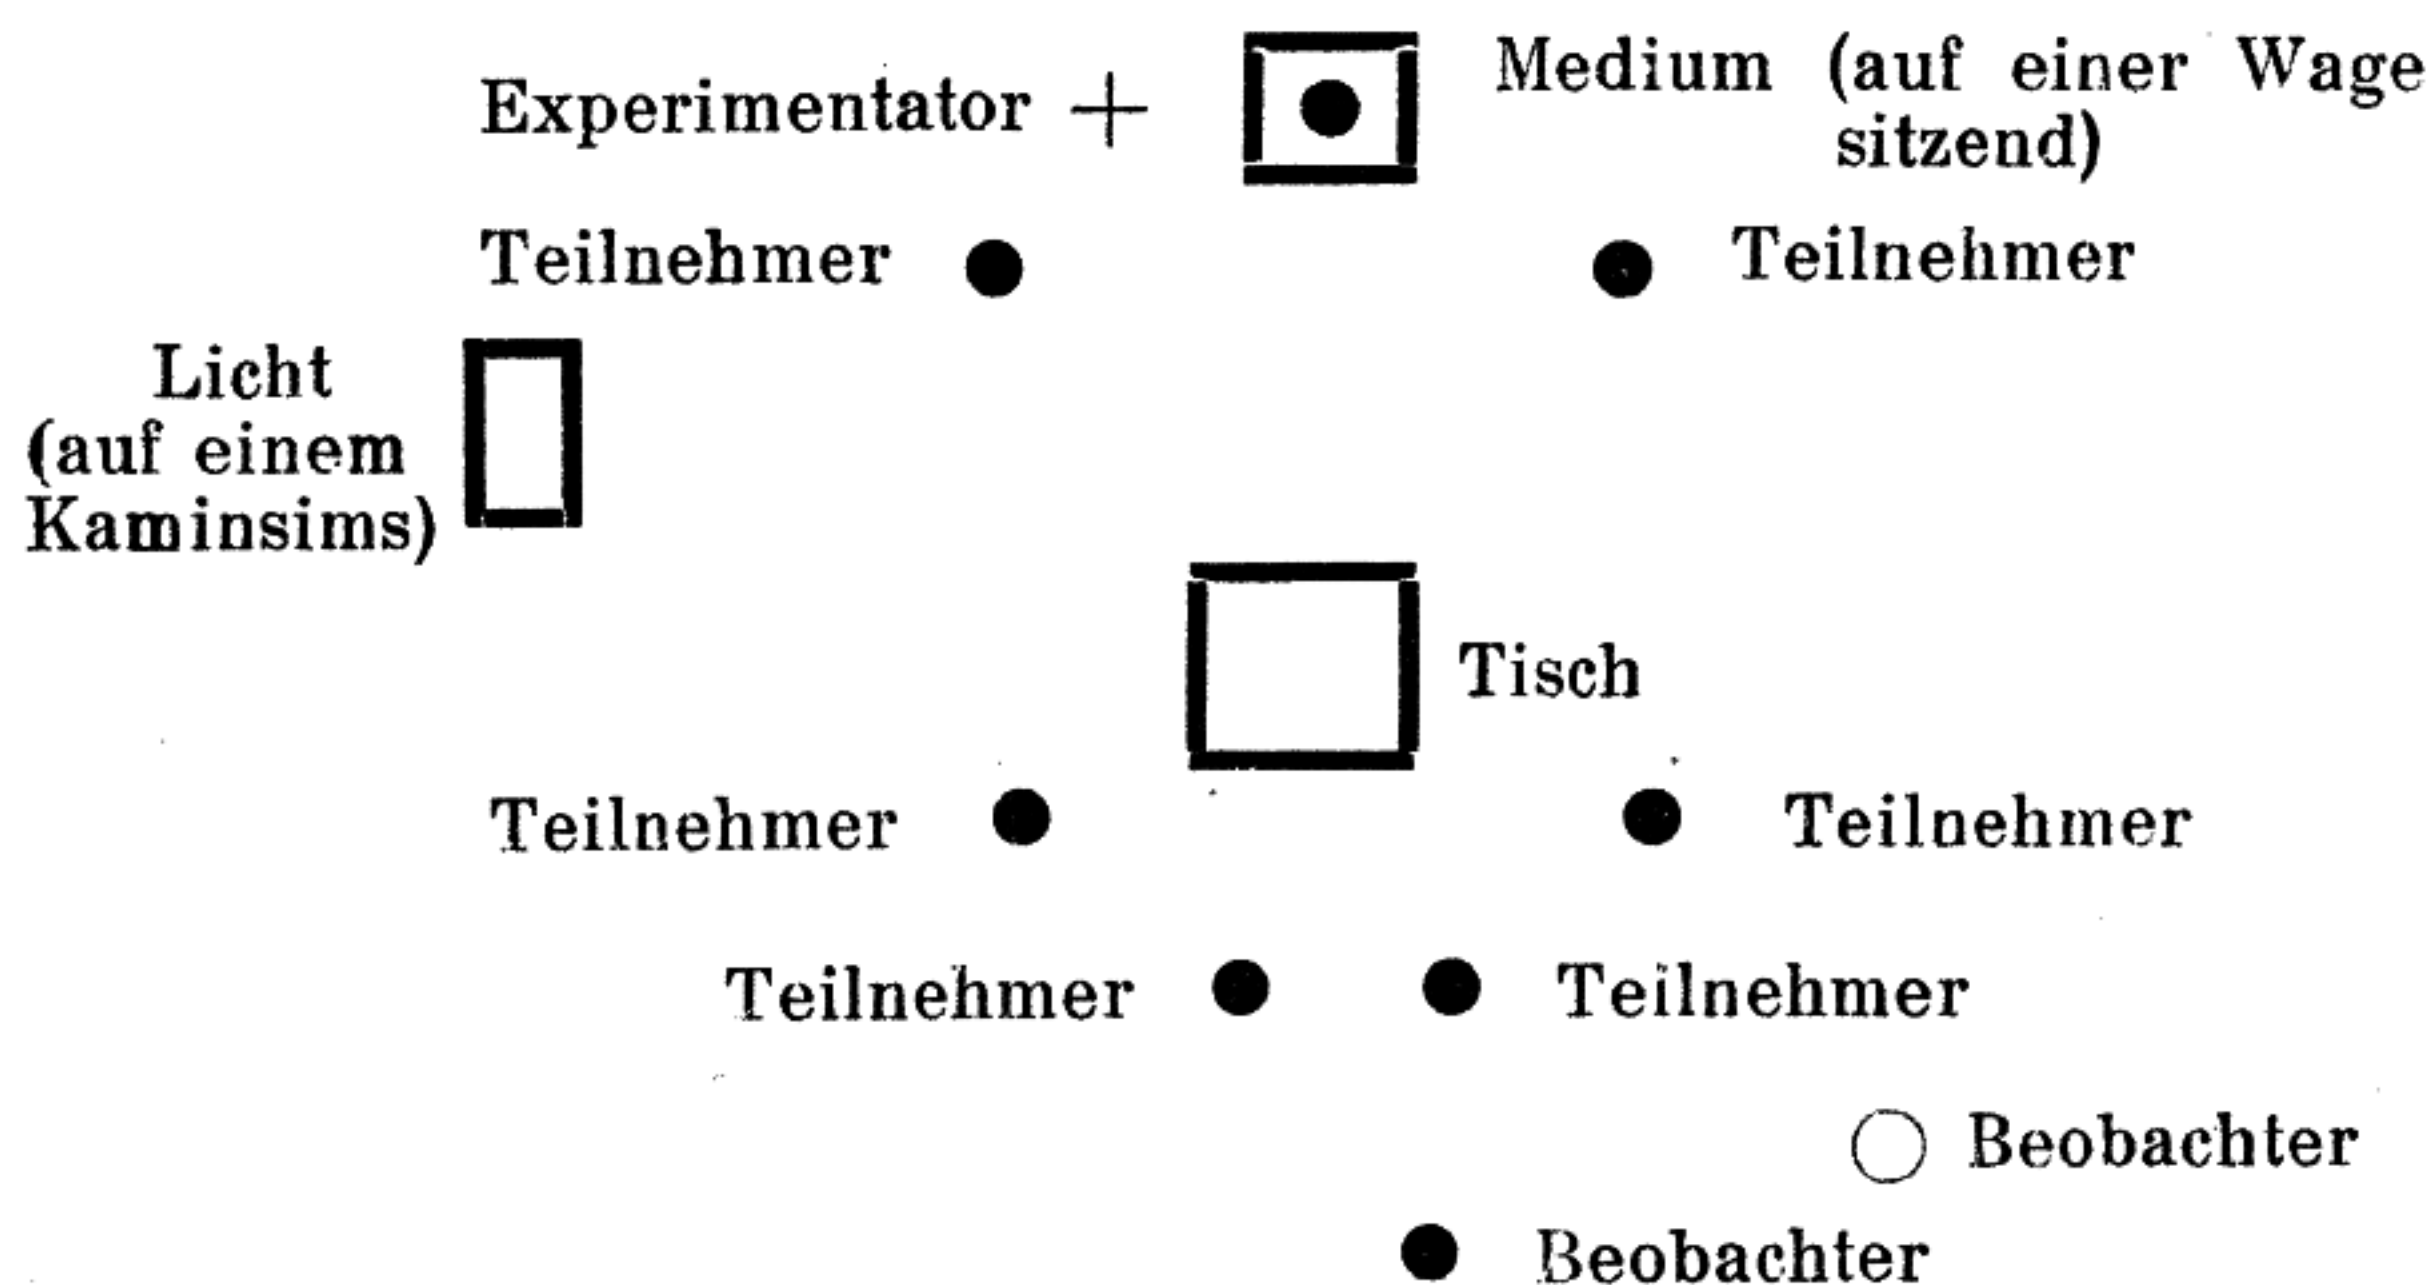 Experimentator
Medium (auf einer Wage
sitzend)
Teilnehmer
Teilnehmer
Licht
(auf einem
Kaminsims)
Tisch
Teilnehmer
Teilnehmer
Teilnehmer
Teilnehmer
Beobachter
Beobachter